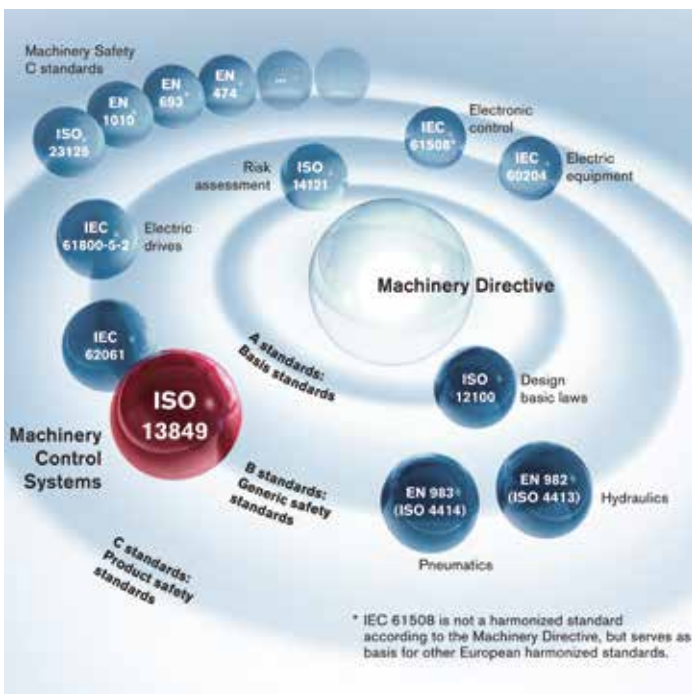 Machinery Safety
C standards
ISO
23125
EN
1010
EN
693
EN
474
...
IEC
61508*
Electronic
control
IEC
60204
Electric
equipment
Risk
assessment
ISO
14121
IEC
61800-5-2
Electric
drives
Machinery Directive
IEC
62061
A standards:
Basis standards
ISO
12100
Design
basic laws
ISO
13849
Machinery
Control
Systems
B standards:
Generic safety
standards
EN 983
(ISO 4414)
EN 982
(ISO 4413)
Hydraulics
Pneumatics
C standards:
Product safety
standards
* IEC 61508 is not a harmonized standard
according to the Machinery Directive, but serves as
basis for other European harmonized standards.